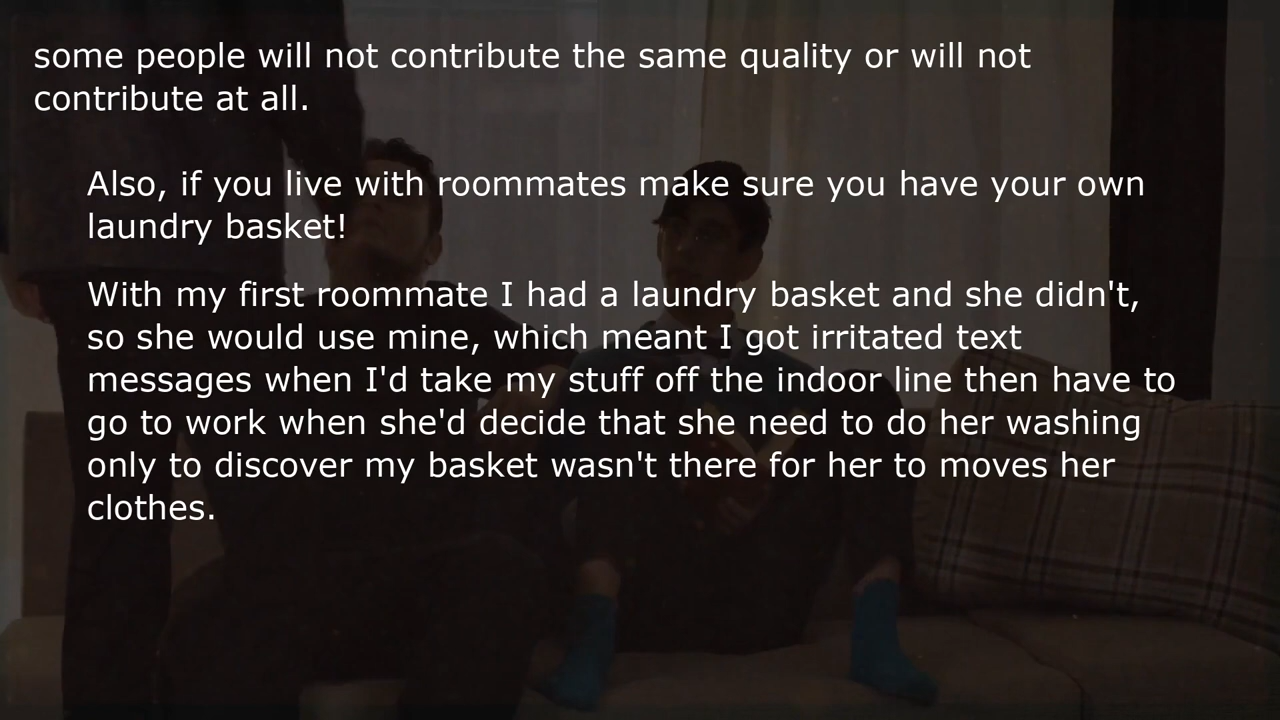 some people will not contribute the same quality or will not
contribute at all.
Also, if you live with roommates make sure you have your own
laundry basket!
With my first roommate I had a laundry basket and she didn't,
so she would use mine, which meant I got irritated text
messages when I'd take my stuff off the indoor line then have to
go to work when she'd decide that she need to do her washing
only to discover my basket wasn't there for her to moves her
clothes.